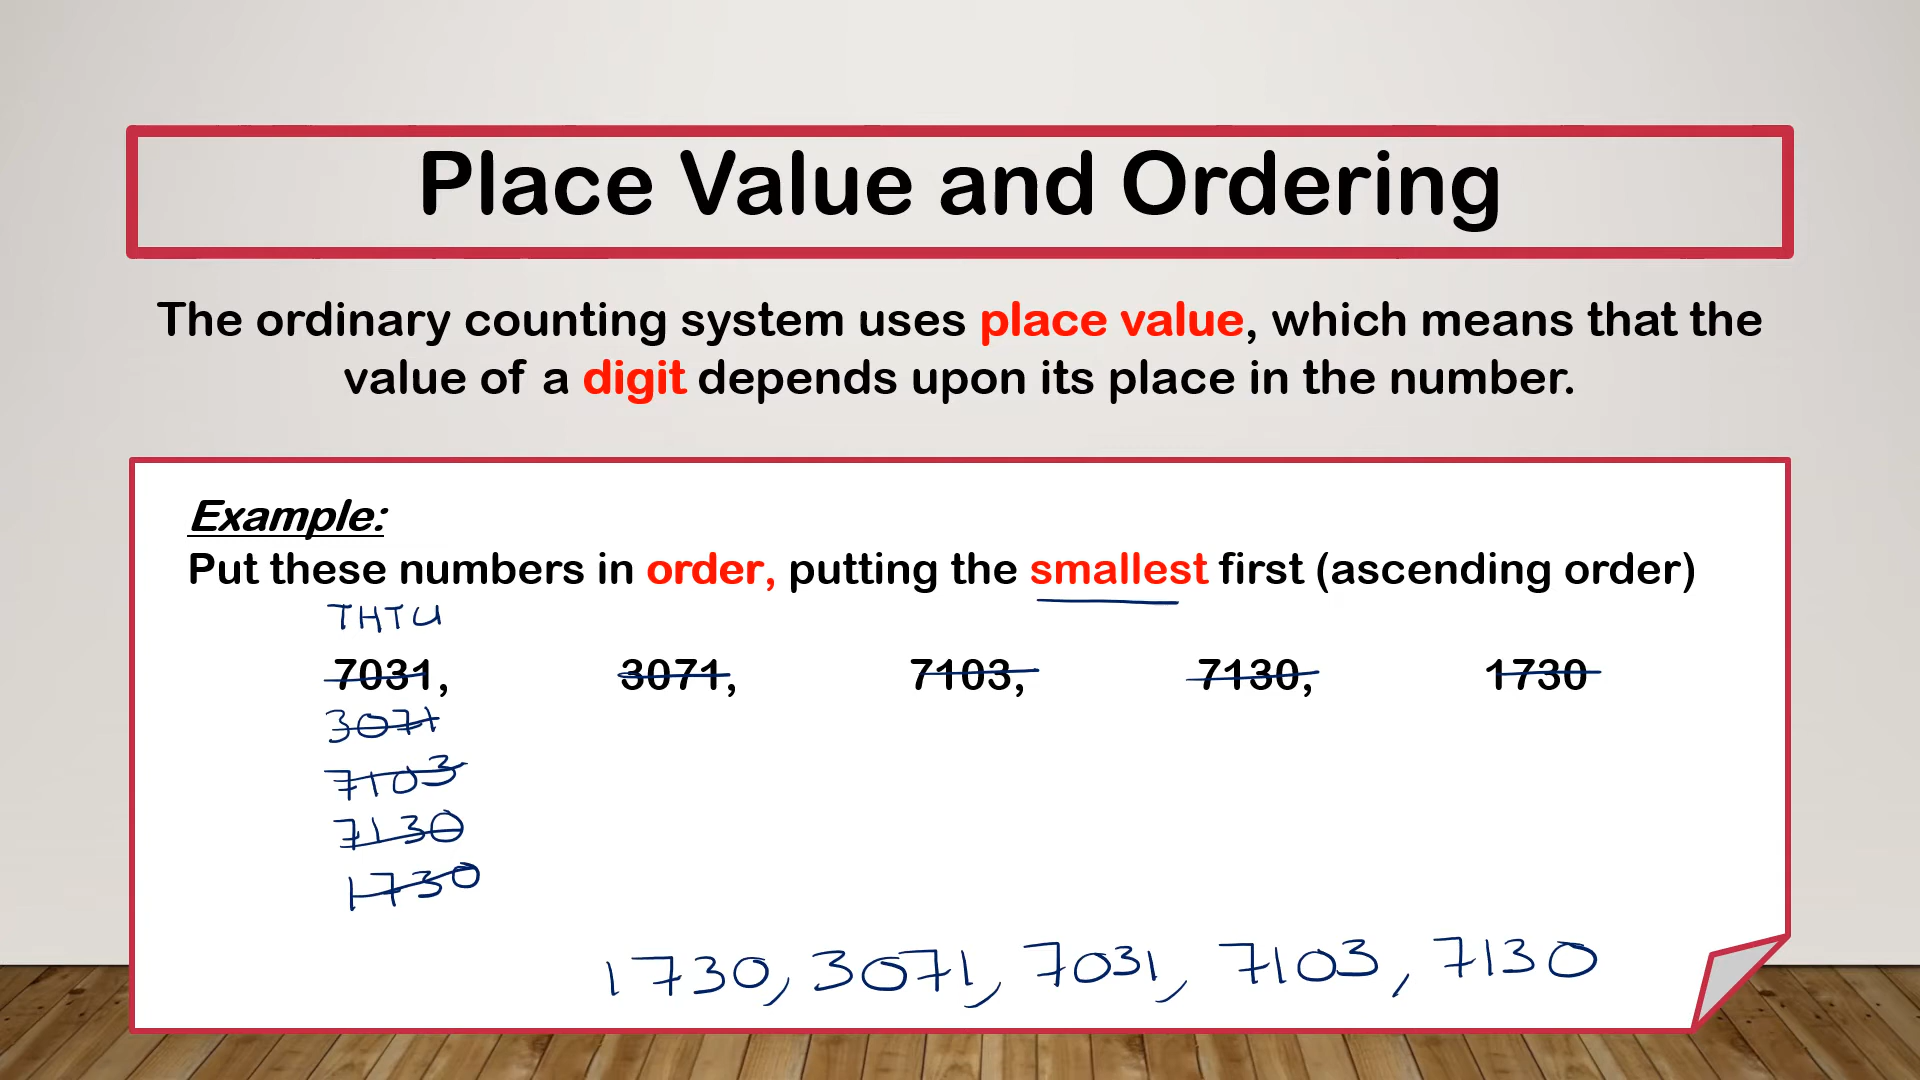 Place Value and Ordering
The ordinary counting system uses place value, which means that the
value of a digit depends upon its place in the number.
Example:
Put these numbers in order, putting the smallest first (ascending order)
THTU
7031, 3071, 7103, 7130, 1730
3071
7103
7130
1730
1730, 3071, 7031, 7103, 7130